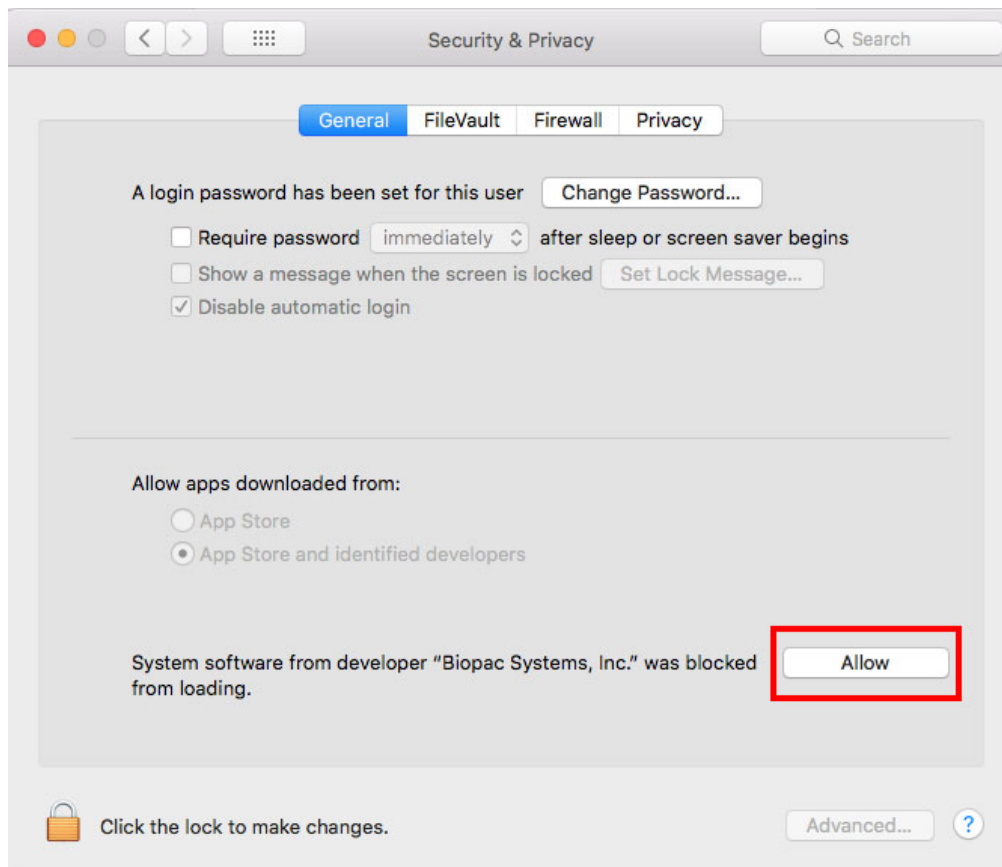 Security & Privacy
Search
General FileVault Firewall Privacy
A login password has been set for this user Change Password...
Require password immediately after sleep or screen saver begins
Show a message when the screen is locked Set Lock Message...
Disable automatic login
Allow apps downloaded from:
App Store
App Store and identified developers
System software from developer “Biopac Systems, Inc.” was blocked Allow
from loading.
Click the lock to make changes.
Advanced... ?